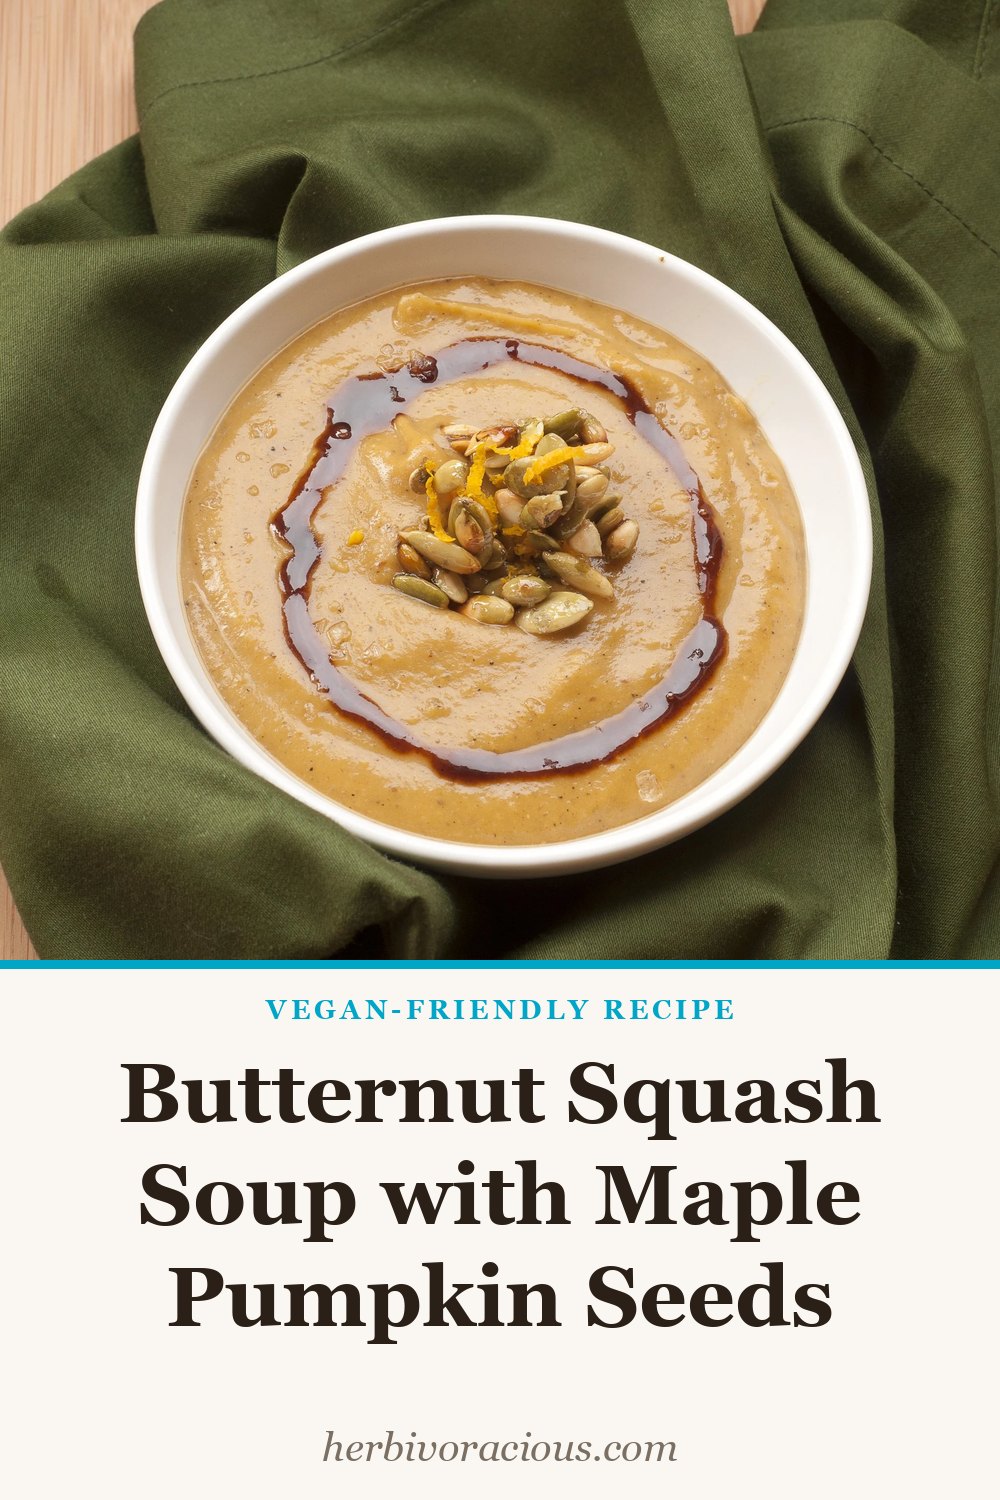 VEGAN-FRIENDLY RECIPE
Butternut Squash
Soup with Maple
Pumpkin Seeds
herbivoracious.com